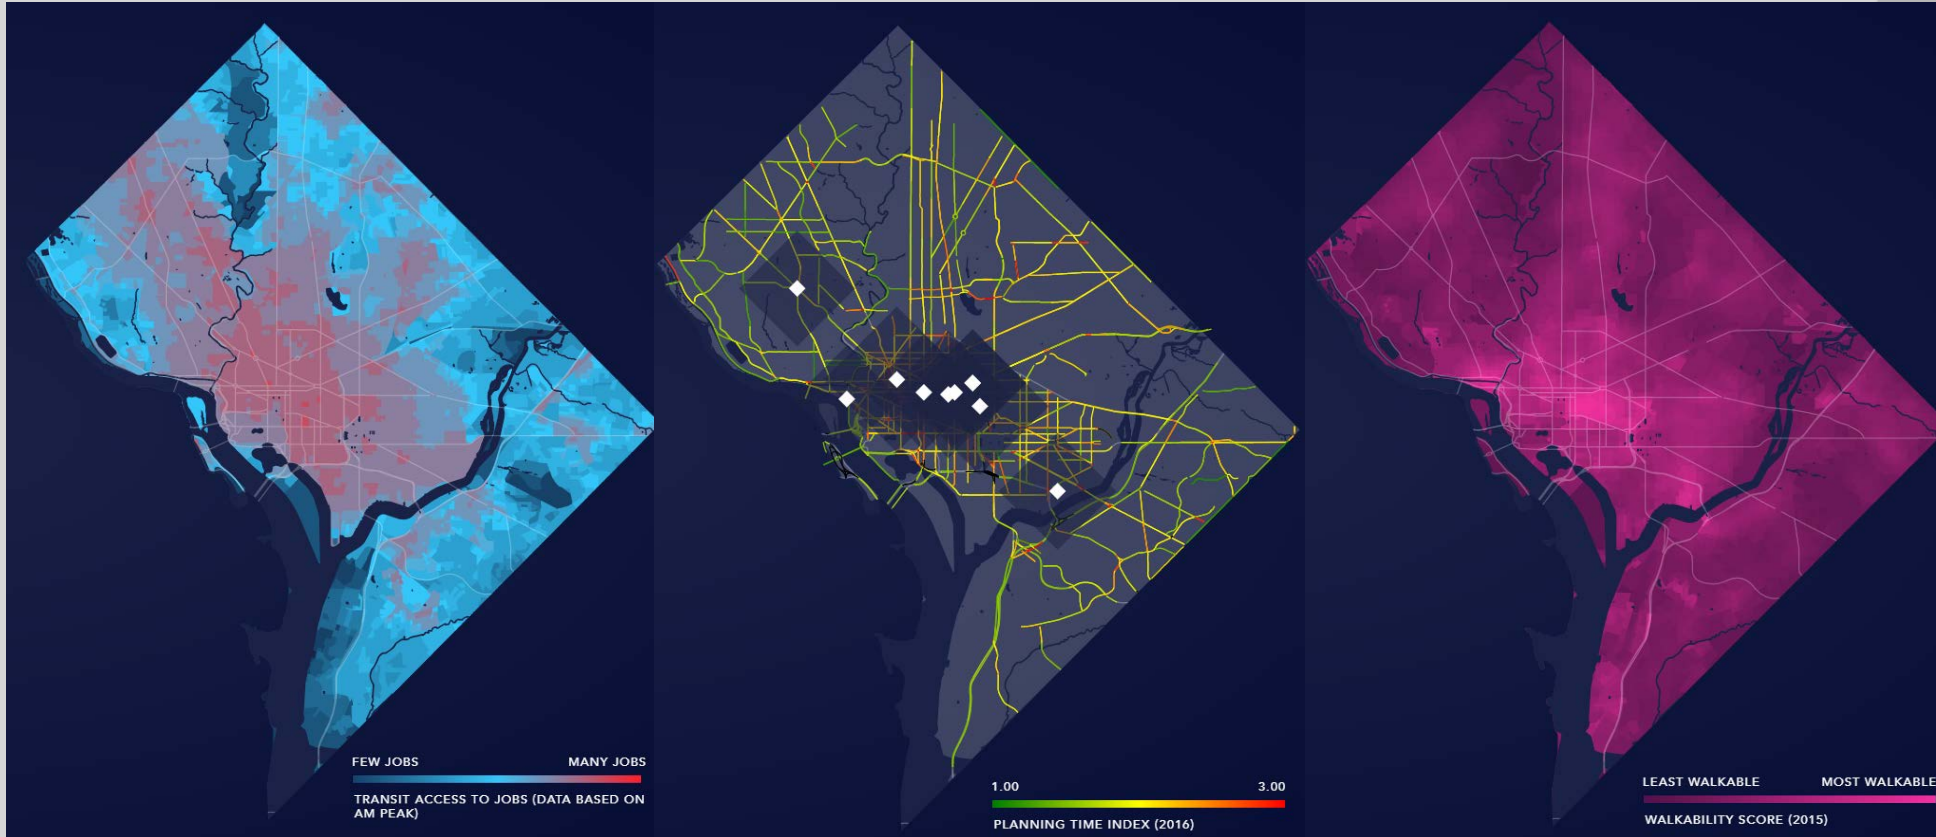 FEW JOBS MANY JOBS
TRANSIT ACCESS TO JOBS (DATA BASED ON
AM PEAK)
1.00 3.00
PLANNING TIME INDEX (2016)
LEAST WALKABLE MOST WALKABLE
WALKABILITY SCORE (2015)